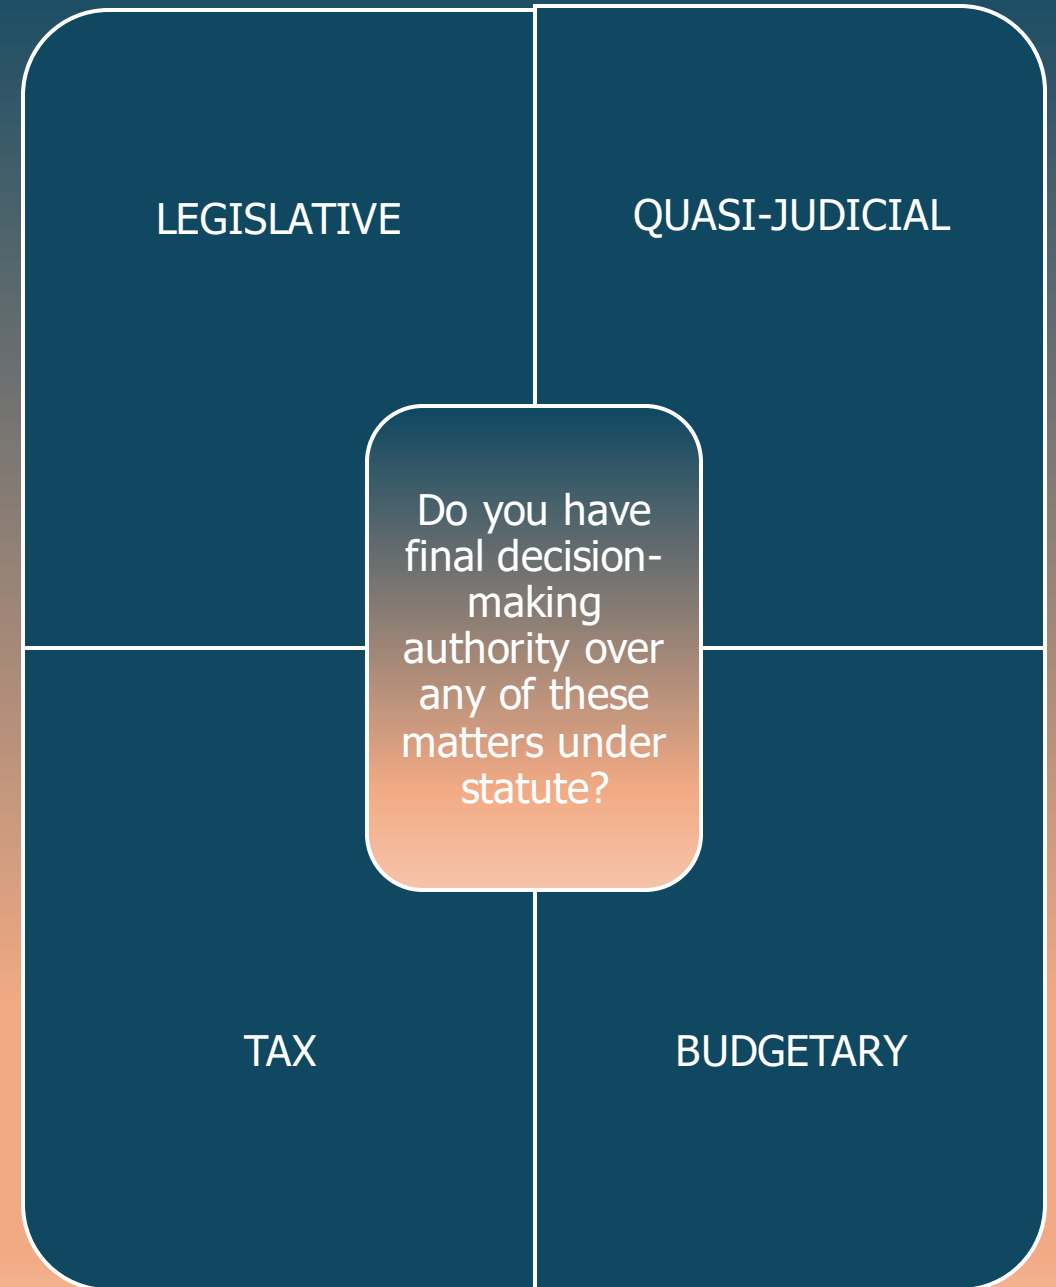 LEGISLATIVE
QUASI-JUDICIAL
Do you have
final decision-
making
authority over
any of these
matters under
statute?
TAX
BUDGETARY